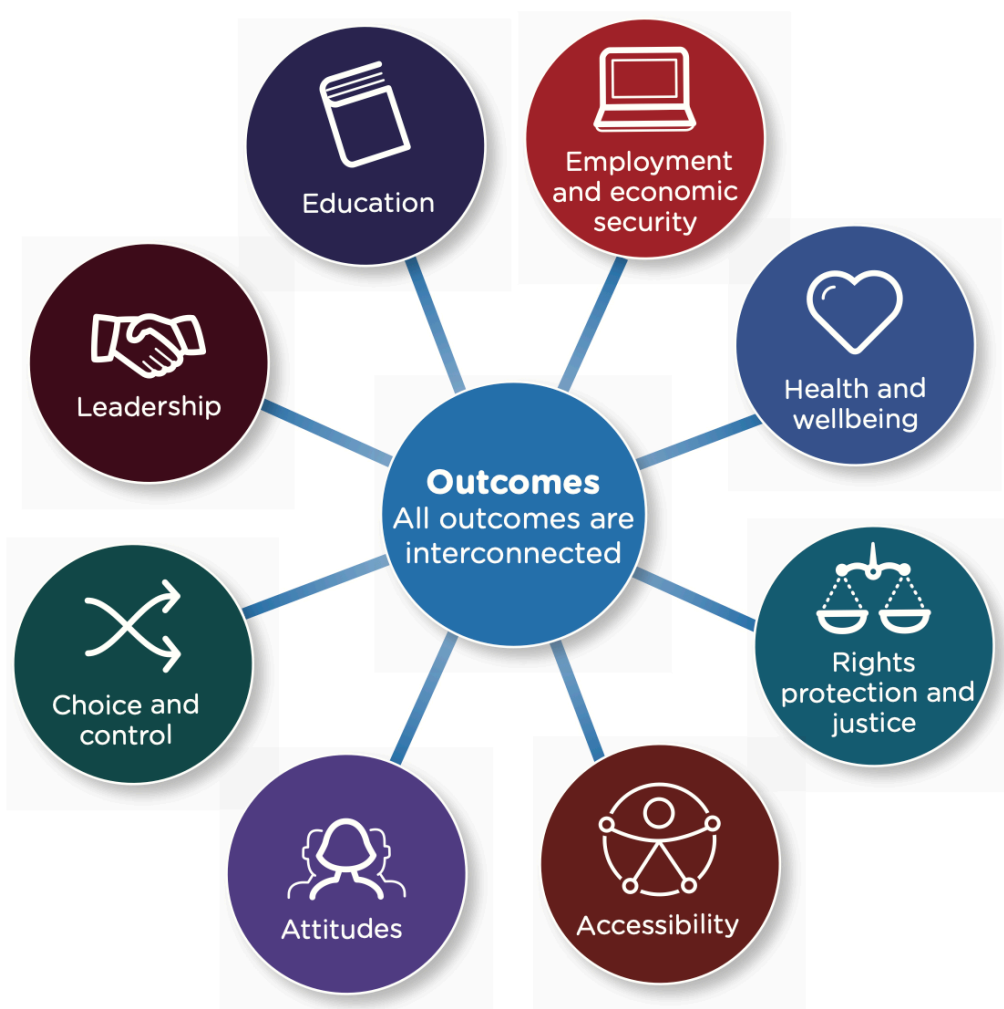 Education
Employment
and economic
security
Health and
wellbeing
Rights
protection and
justice
Accessibility
Attitudes
Choice and
control
Leadership
Outcomes
All outcomes are
interconnected